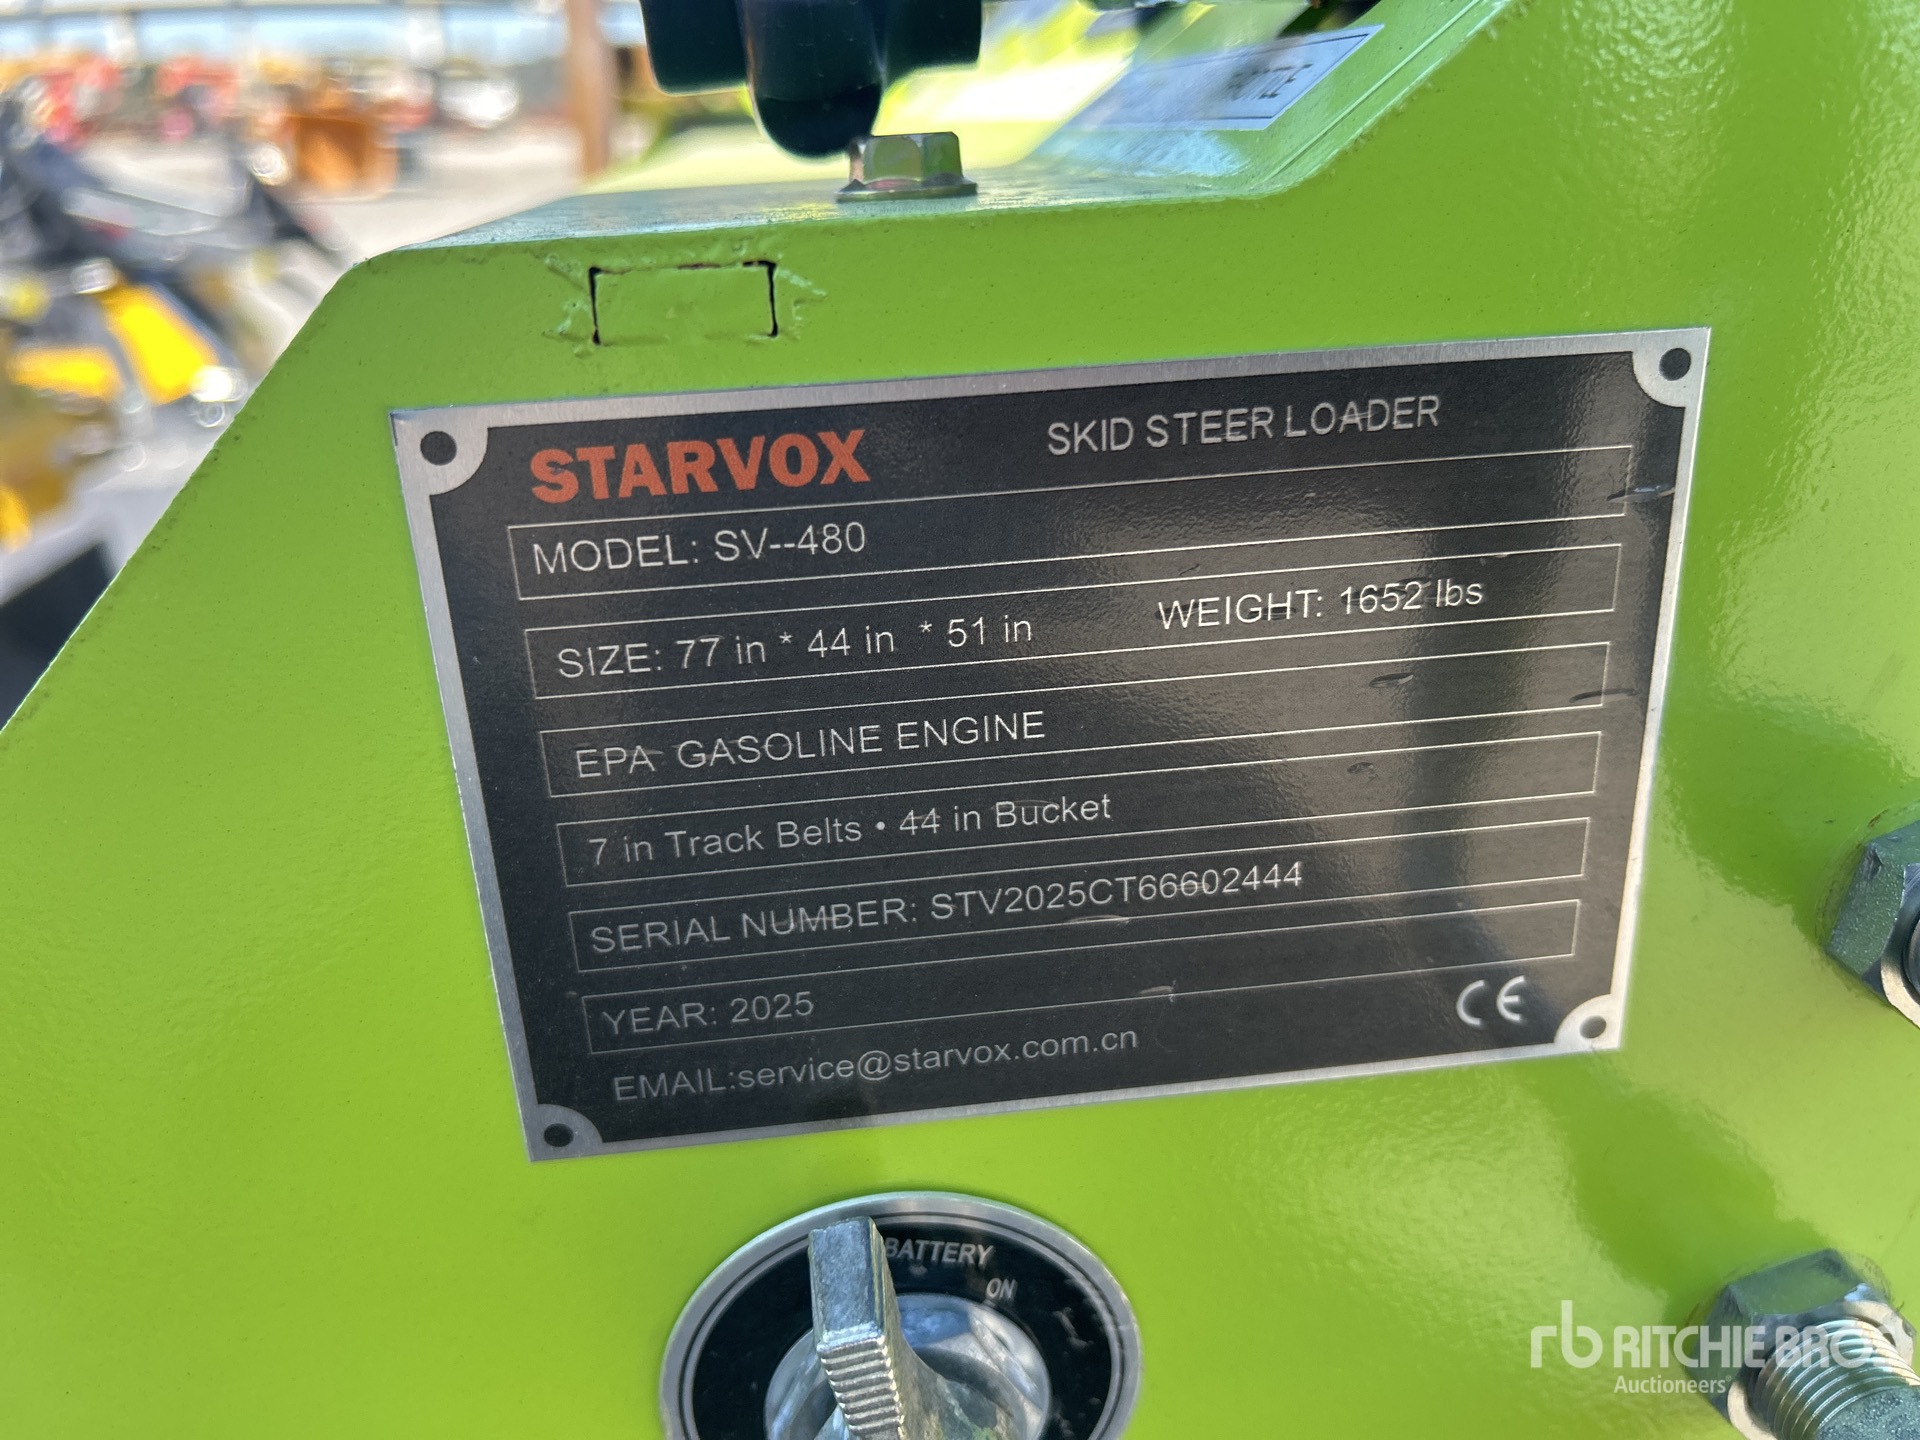 STARVOX SKID STEER LOADER
MODEL: SV--480
SIZE: 77 in * 44 in * 51 in WEIGHT: 1652 lbs
EPA GASOLINE ENGINE
7 in Track Belts • 44 in Bucket
SERIAL NUMBER: STV2025CT66602444
YEAR: 2025
EMAIL:service@starvox.com.cn
CE
BATTERY
ON
rb RITCHIE BROS
Auctioneers